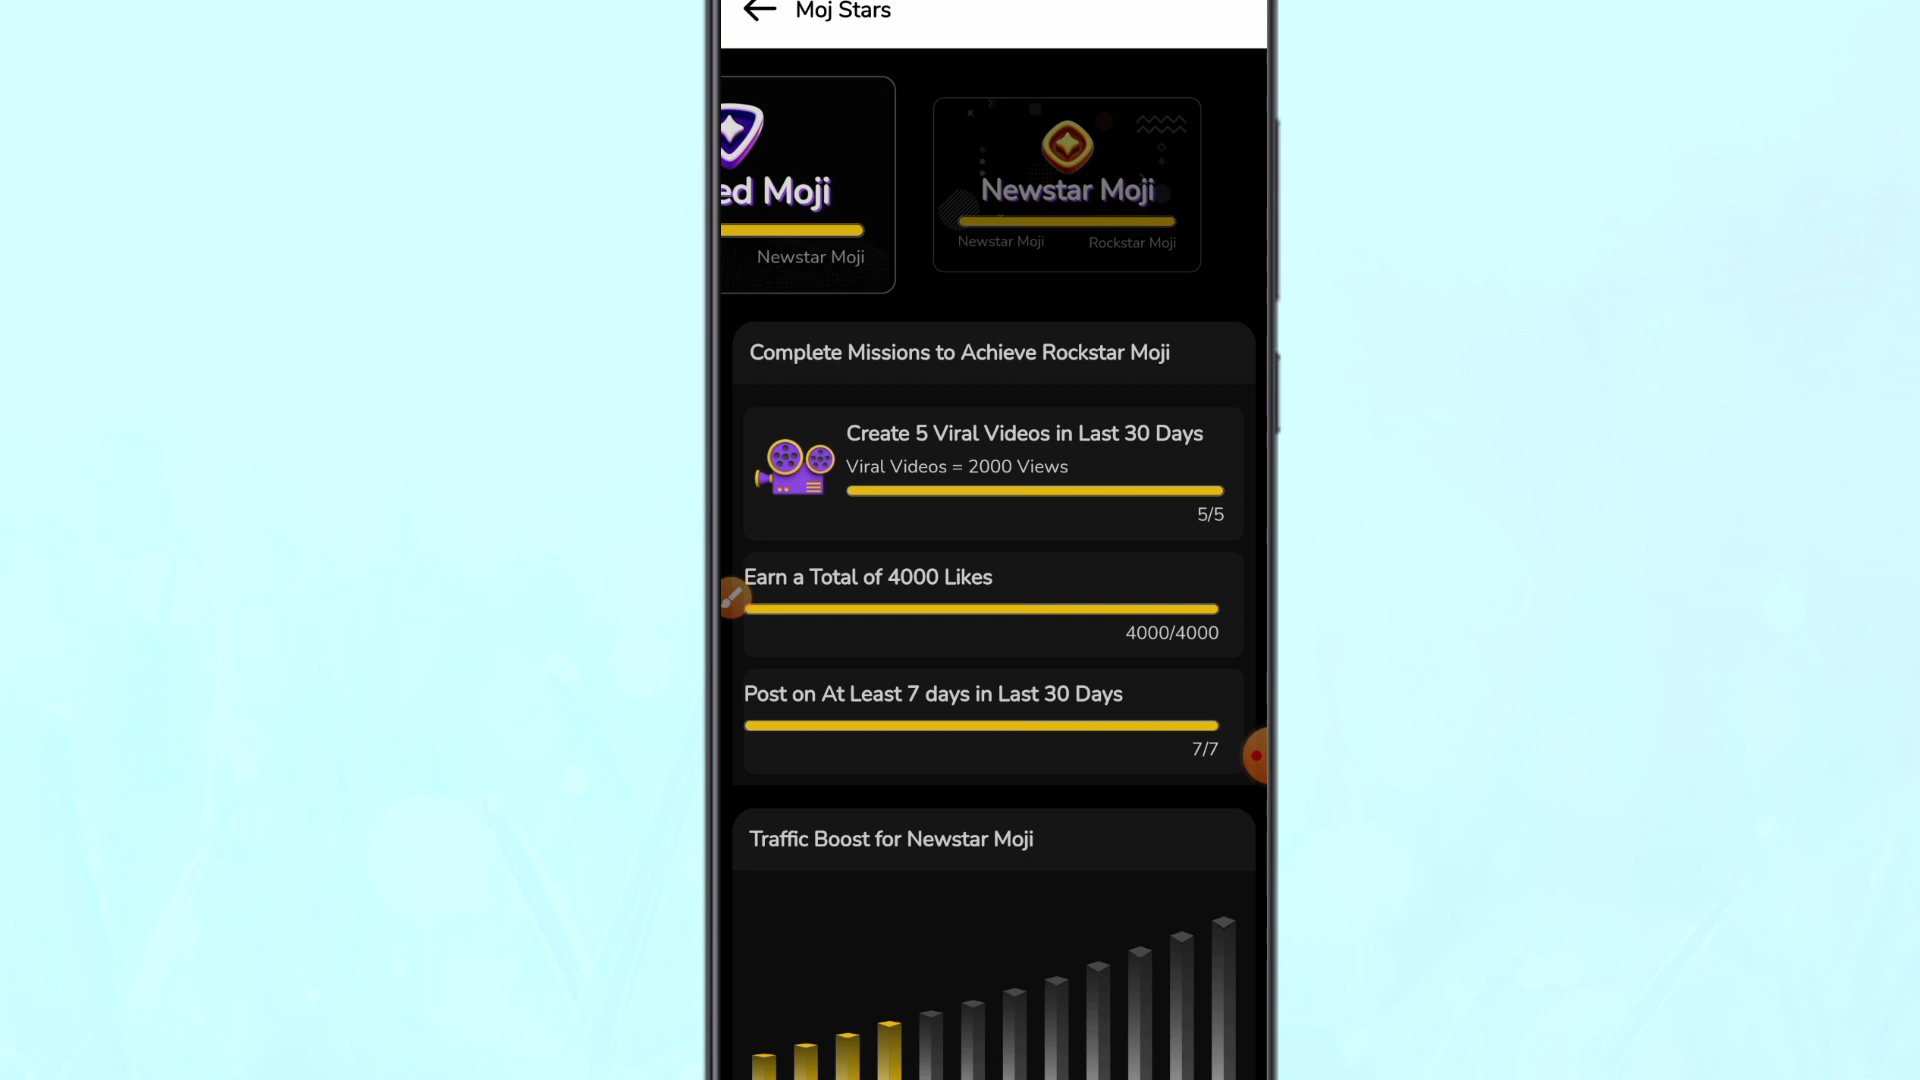 Moj Stars
ed Moji
Newstar Moji
Newstar Moji
Newstar Moji
Rockstar Moji
Complete Missions to Achieve Rockstar Moji
Create 5 Viral Videos in Last 30 Days
Viral Videos = 2000 Views
5/5
Earn a Total of 4000 Likes
4000/4000
Post on At Least 7 days in Last 30 Days
7/7
Traffic Boost for Newstar Moji